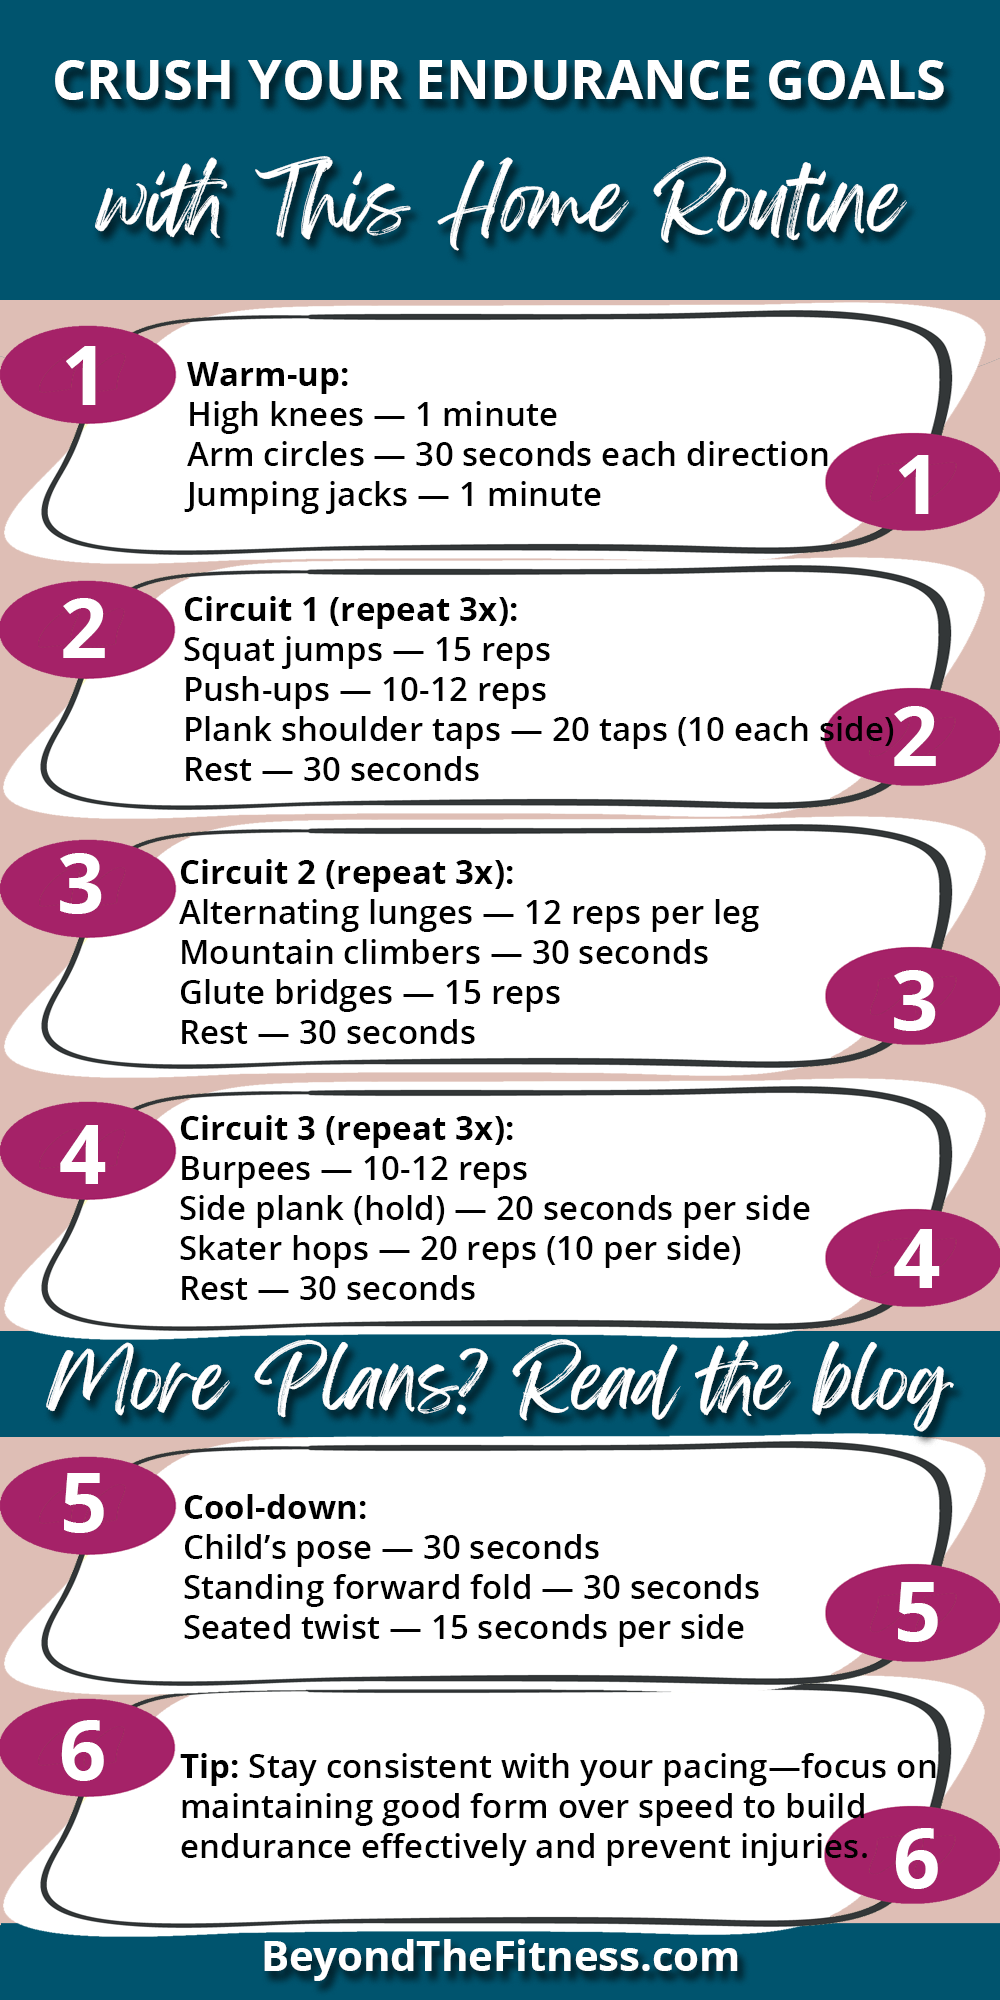 CRUSH YOUR ENDURANCE GOALS
with This Home Routine
1
Warm-up:
High knees — 1 minute
Arm circles — 30 seconds each direction
Jumping jacks — 1 minute
1
2
Circuit 1 (repeat 3x):
Squat jumps — 15 reps
Push-ups — 10-12 reps
Plank shoulder taps — 20 taps (10 each side)
Rest — 30 seconds
2
3
Circuit 2 (repeat 3x):
Alternating lunges — 12 reps per leg
Mountain climbers — 30 seconds
Glute bridges — 15 reps
Rest — 30 seconds
3
4
Circuit 3 (repeat 3x):
Burpees — 10-12 reps
Side plank (hold) — 20 seconds per side
Skater hops — 20 reps (10 per side)
Rest — 30 seconds
4
More Plans? Read the blog
5
Cool-down:
Child’s pose — 30 seconds
Standing forward fold — 30 seconds
Seated twist — 15 seconds per side
5
6
Tip: Stay consistent with your pacing—focus on
maintaining good form over speed to build
endurance effectively and prevent injuries.
6
BeyondTheFitness.com